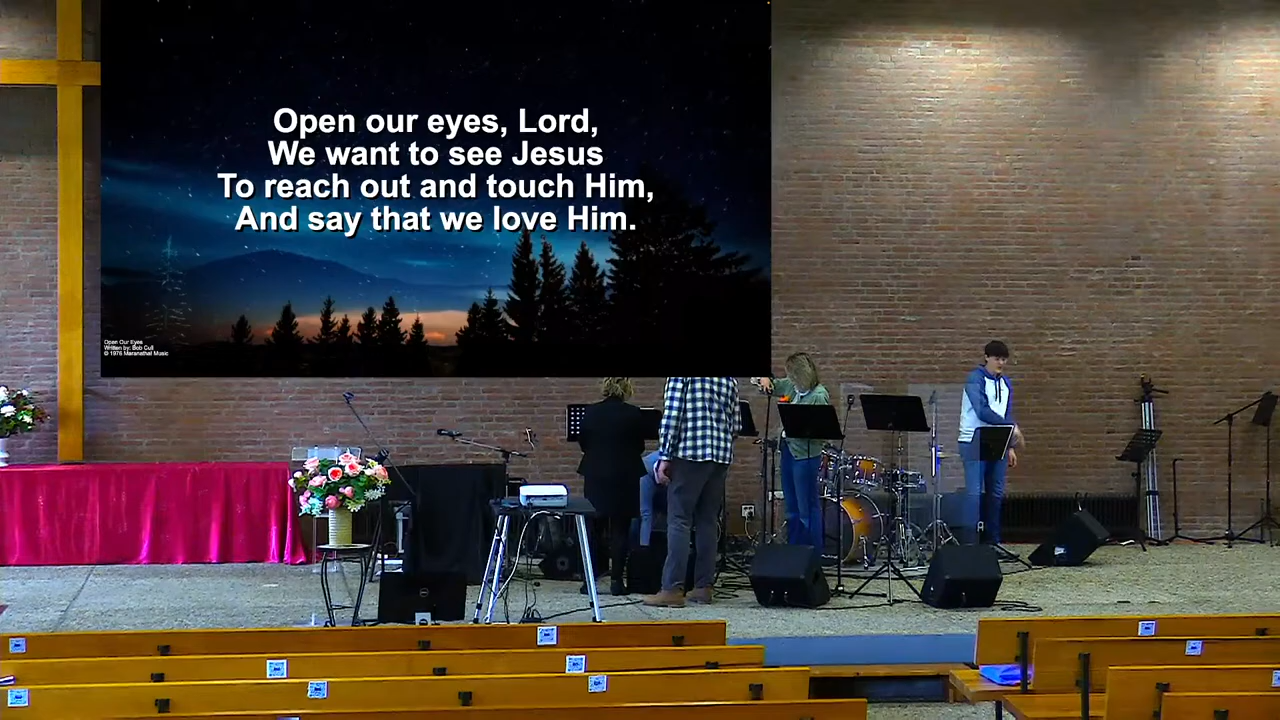 Open our eyes, Lord,
We want to see Jesus
To reach out and touch Him,
And say that we love Him.
Open Our Eyes
Written by: Bob Cull
© 1976 Maranatha! Music